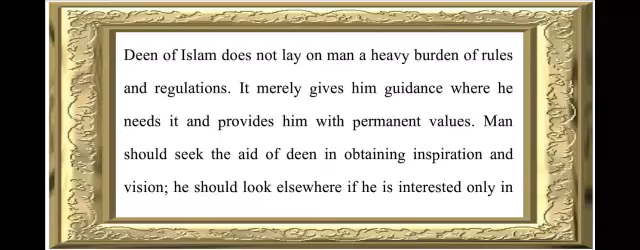 Deen of Islam does not lay on man a heavy burden of rules
and regulations. It merely gives him guidance where he
needs it and provides him with permanent values. Man
should seek the aid of deen in obtaining inspiration and
vision; he should look elsewhere if he is interested only in